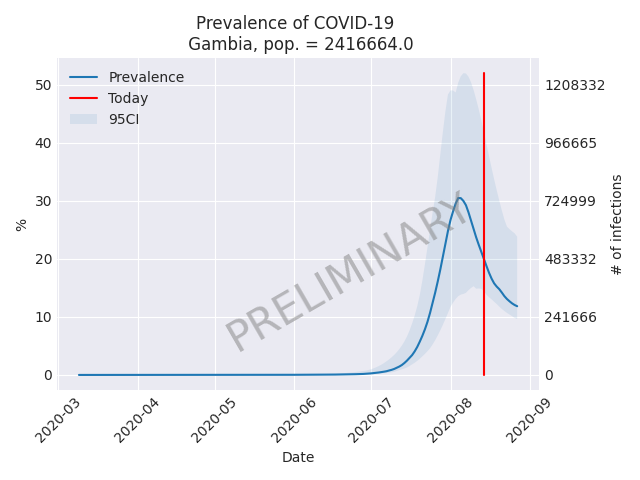 Prevalence of COVID-19
Gambia, pop. = 2416664.0
Prevalence
Today
95CI
PRELIMINARY
%
50
40
30
20
10
0
1208332
966665
724999
483332
241666
0
# of infections
2020-03
2020-04
2020-05
2020-06
2020-07
2020-08
2020-09
Date